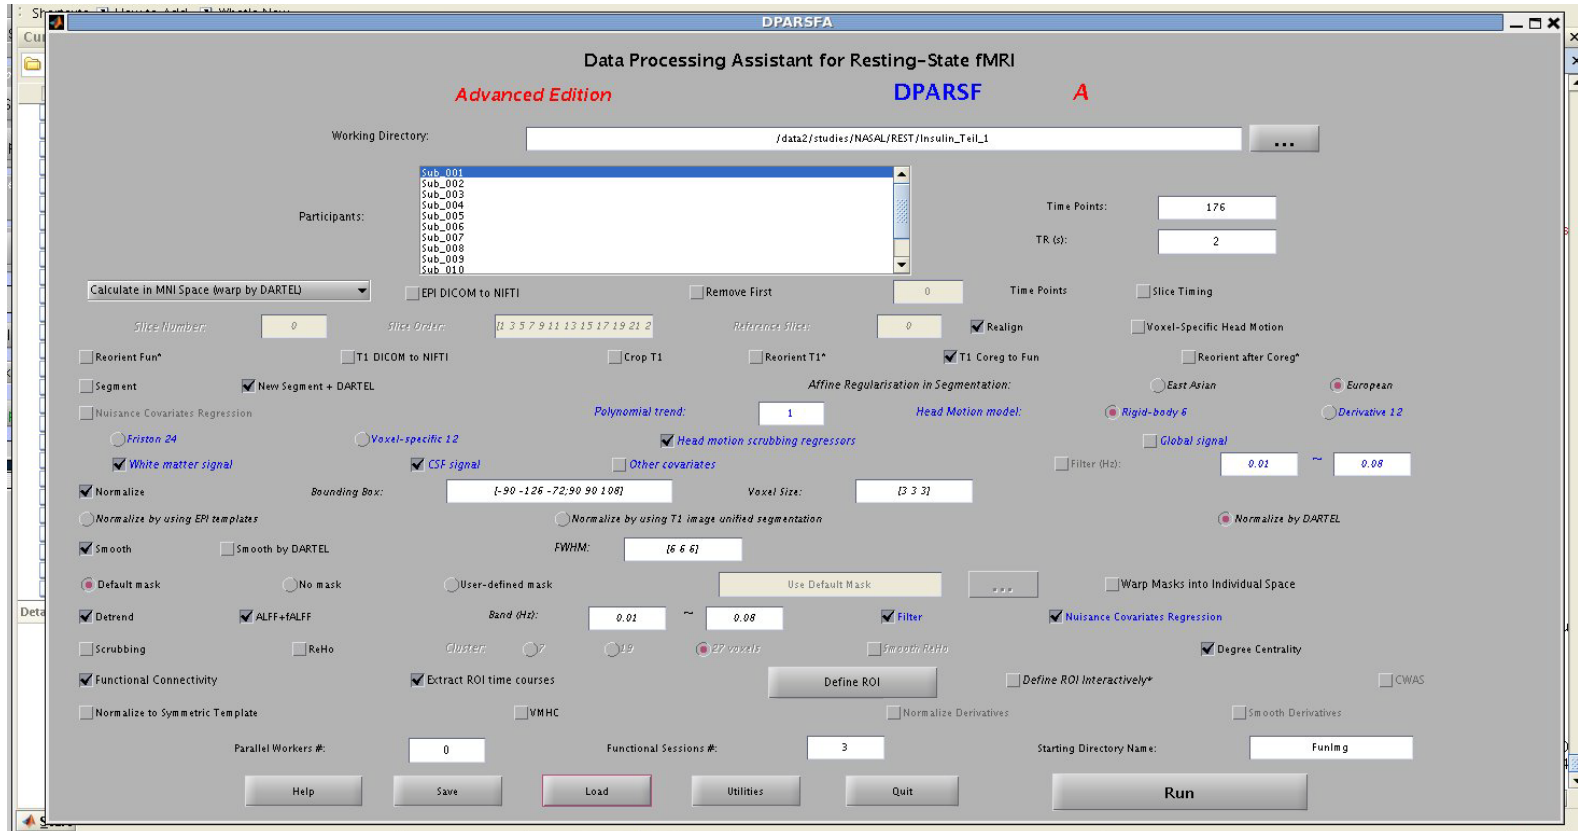 DPARSFA
Data Processing Assistant for Resting-State fMRI
Advanced Edition DPARSF A
Working Directory: /data2/studies/NASAL/REST/Insulin_Teil_1 ...
Participants:
Sub_001
Sub_002
Sub_003
Sub_004
Sub_005
Sub_006
Sub_007
Sub_008
Sub_009
Sub_010
Time Points: 176
TR (s): 2
Calculate in MNI Space (warp by DARTEL) EPI DICOM to NIFTI Remove First 0 Time Points Slice Timing
Slice Number: 0 Slice Order: [1 3 5 7 9 11 13 15 17 19 21 2 Reference Slice: 0 Realign Voxel-Specific Head Motion
Reorient Fun* T1 DICOM to NIFTI Crop T1 Reorient T1* T1 Coreg to Fun Reorient after Coreg*
Segment New Segment + DARTEL Affine Regularisation in Segmentation: East Asian European
Nuisance Covariates Regression Polynomial trend: 1 Head Motion model: Rigid-body 6 Derivative 12
Friston 24 Voxel-specific 12 Head motion scrubbing regressors Global signal
White matter signal CSF signal Other covariates Filter (Hz): 0.01 ~ 0.08
Normalize Bounding Box: [-90 -126 -72;90 90 108] Voxel Size: [3 3 3]
Normalize by using EPI templates Normalize by using T1 image unified segmentation Normalize by DARTEL
Smooth Smooth by DARTEL FWHM: [6 6 6]
Default mask No mask User-defined mask Use Default Mask ... Warp Masks into Individual Space
Detrend ALFF+fALFF Band (Hz): 0.01 ~ 0.08 Filter Nuisance Covariates Regression
Scrubbing ReHo Cluster: 7 19 27 voxels Smooth ReHo Degree Centrality
Functional Connectivity Extract ROI time courses Define ROI Define ROI Interactively* CWAS
Normalize to Symmetric Template VMHC Normalize Derivatives Smooth Derivatives
Parallel Workers #: 0 Functional Sessions #: 3 Starting Directory Name: FunImg
Help Save Load Utilities Quit Run